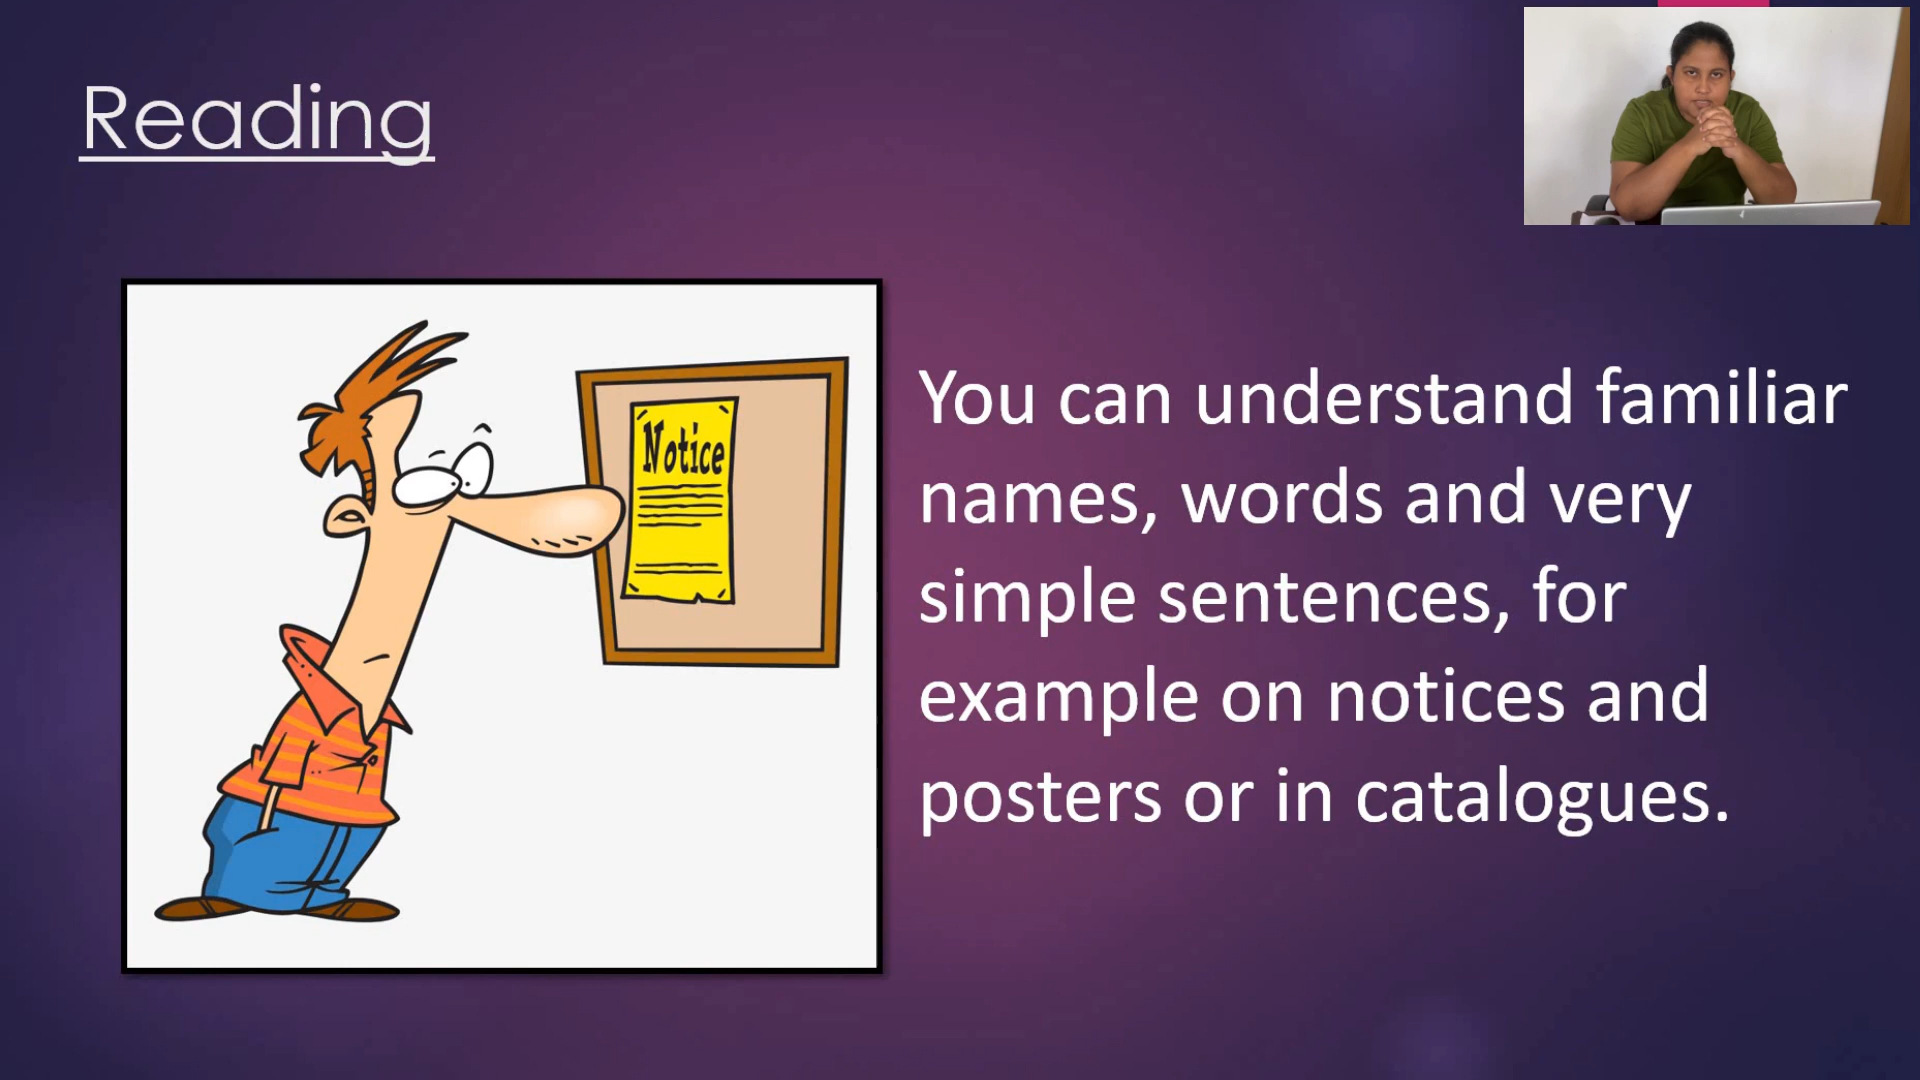 Reading
Notice
You can understand familiar
names, words and very
simple sentences, for
example on notices and
posters or in catalogues.